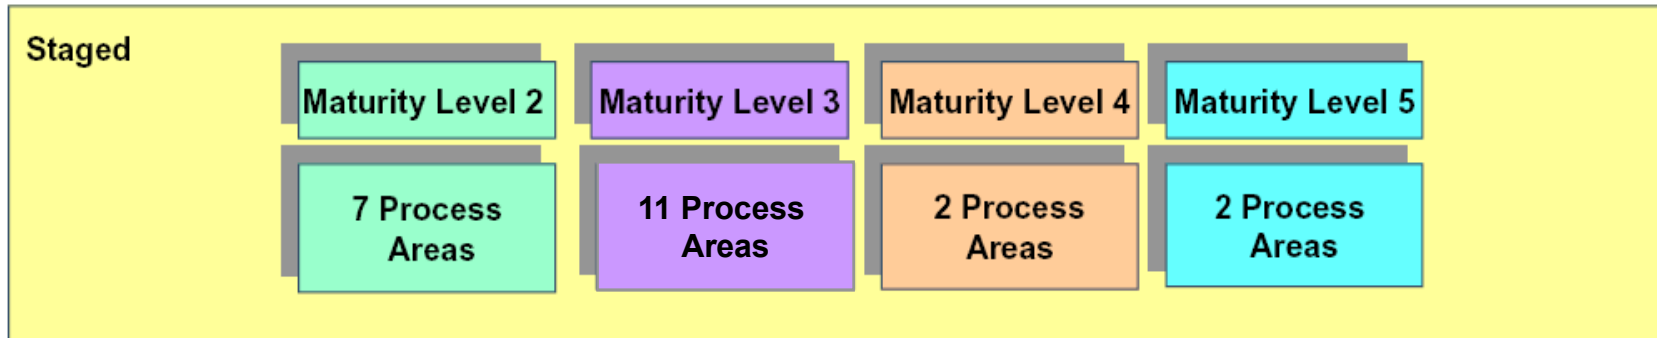 Staged
Maturity Level 2
Maturity Level 3
Maturity Level 4
Maturity Level 5
7 Process
Areas
11 Process
Areas
2 Process
Areas
2 Process
Areas